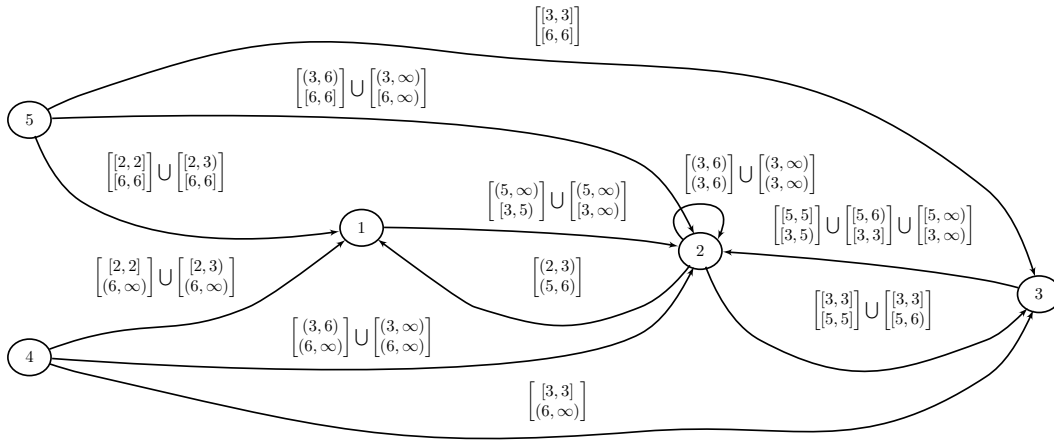 [[3, 3] [6, 6]]
[(3, 6) [6, 6]] ∪ [(3, ∞) [6, ∞)]
5
[[2, 2] [6, 6]] ∪ [[2, 3) [6, 6]]
[(3, 6) (3, 6)] ∪ [(3, ∞) (3, ∞)]
[(5, ∞) [3, 5)] ∪ [(5, ∞) [3, ∞)]
[[5, 5] [3, 5)] ∪ [[5, 6) [3, 3]] ∪ [[5, ∞) [3, ∞)]
1
2
[[2, 2] (6, ∞)] ∪ [[2, 3) (6, ∞)]
[(2, 3) (5, 6)]
3
[[3, 3] [5, 5]] ∪ [[3, 3] [5, 6)]
[(3, 6) (6, ∞)] ∪ [(3, ∞) (6, ∞)]
4
[[3, 3] (6, ∞)]